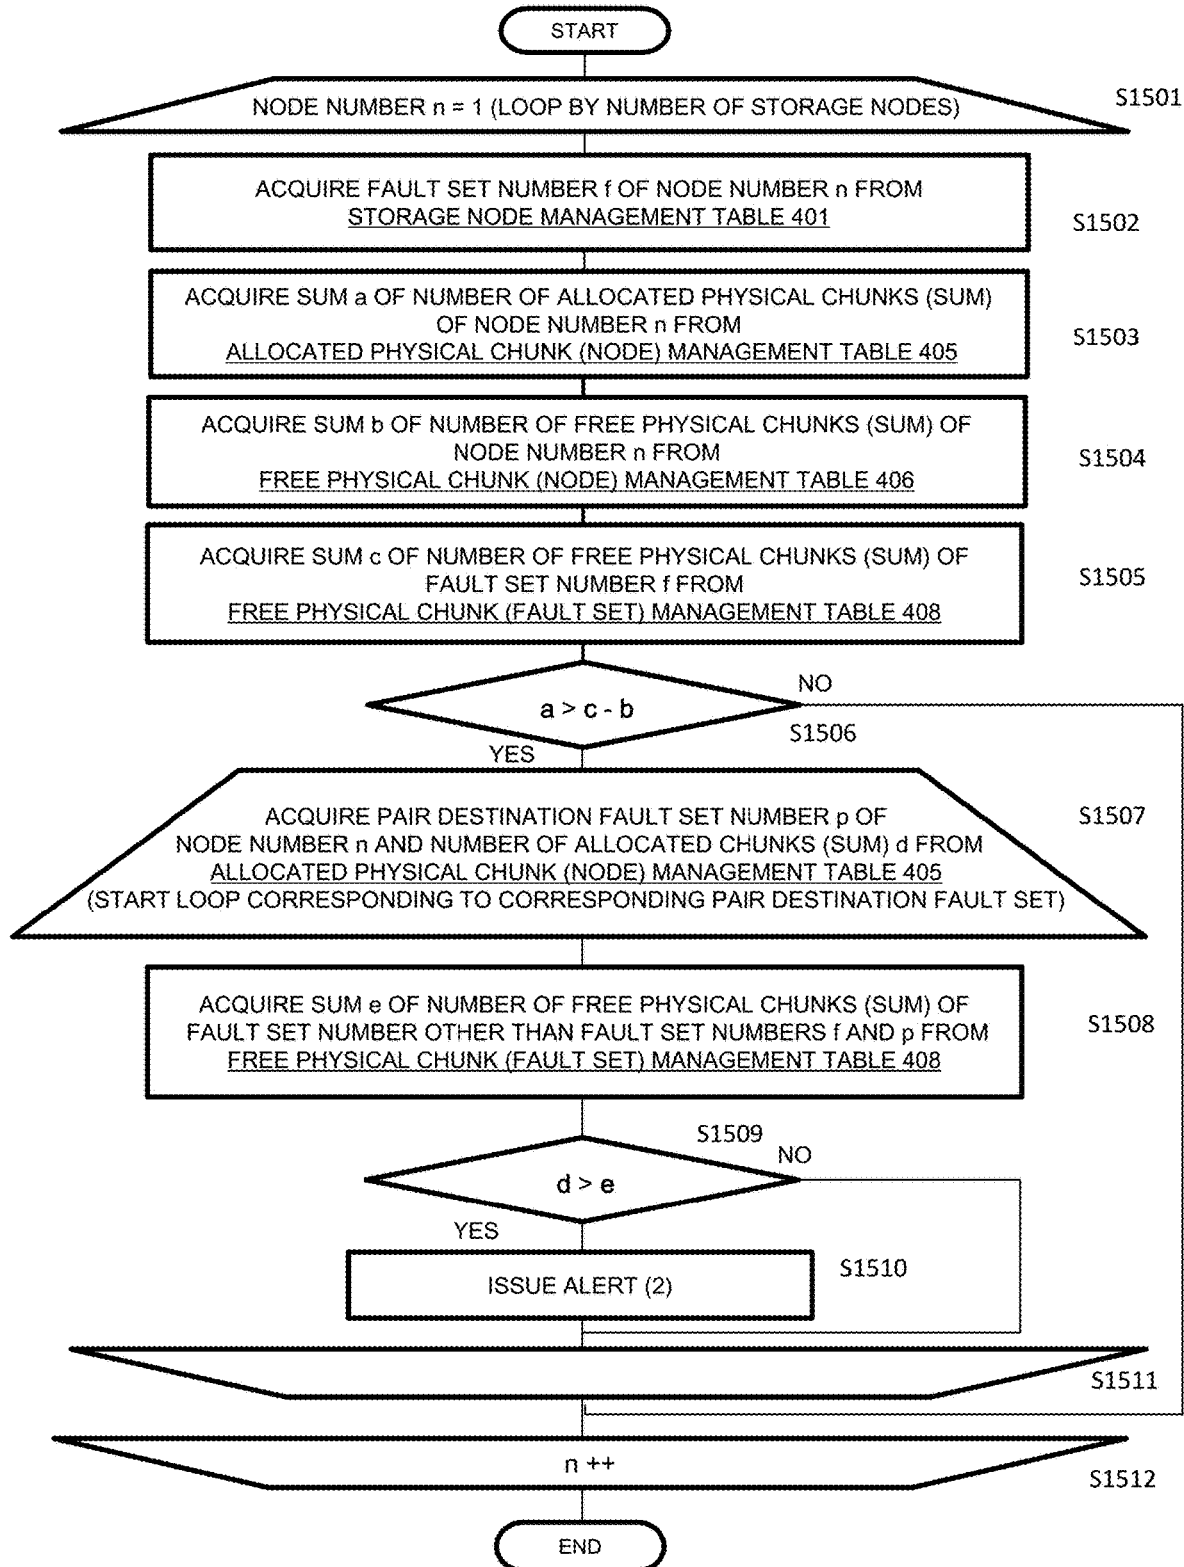 START
NODE NUMBER n = 1 (LOOP BY NUMBER OF STORAGE NODES)
S1501
ACQUIRE FAULT SET NUMBER f OF NODE NUMBER n FROM
STORAGE NODE MANAGEMENT TABLE 401
S1502
ACQUIRE SUM a OF NUMBER OF ALLOCATED PHYSICAL CHUNKS (SUM)
OF NODE NUMBER n FROM
ALLOCATED PHYSICAL CHUNK (NODE) MANAGEMENT TABLE 405
S1503
ACQUIRE SUM b OF NUMBER OF FREE PHYSICAL CHUNKS (SUM) OF
NODE NUMBER n FROM
FREE PHYSICAL CHUNK (NODE) MANAGEMENT TABLE 406
S1504
ACQUIRE SUM c OF NUMBER OF FREE PHYSICAL CHUNKS (SUM) OF
FAULT SET NUMBER f FROM
FREE PHYSICAL CHUNK (FAULT SET) MANAGEMENT TABLE 408
S1505
a > c - b
NO
S1506
YES
ACQUIRE PAIR DESTINATION FAULT SET NUMBER p OF
NODE NUMBER n AND NUMBER OF ALLOCATED CHUNKS (SUM) d FROM
ALLOCATED PHYSICAL CHUNK (NODE) MANAGEMENT TABLE 405
(START LOOP CORRESPONDING TO CORRESPONDING PAIR DESTINATION FAULT SET)
S1507
ACQUIRE SUM e OF NUMBER OF FREE PHYSICAL CHUNKS (SUM) OF
FAULT SET NUMBER OTHER THAN FAULT SET NUMBERS f AND p FROM
FREE PHYSICAL CHUNK (FAULT SET) MANAGEMENT TABLE 408
S1508
S1509
NO
d > e
YES
ISSUE ALERT (2)
S1510
S1511
n ++
S1512
END